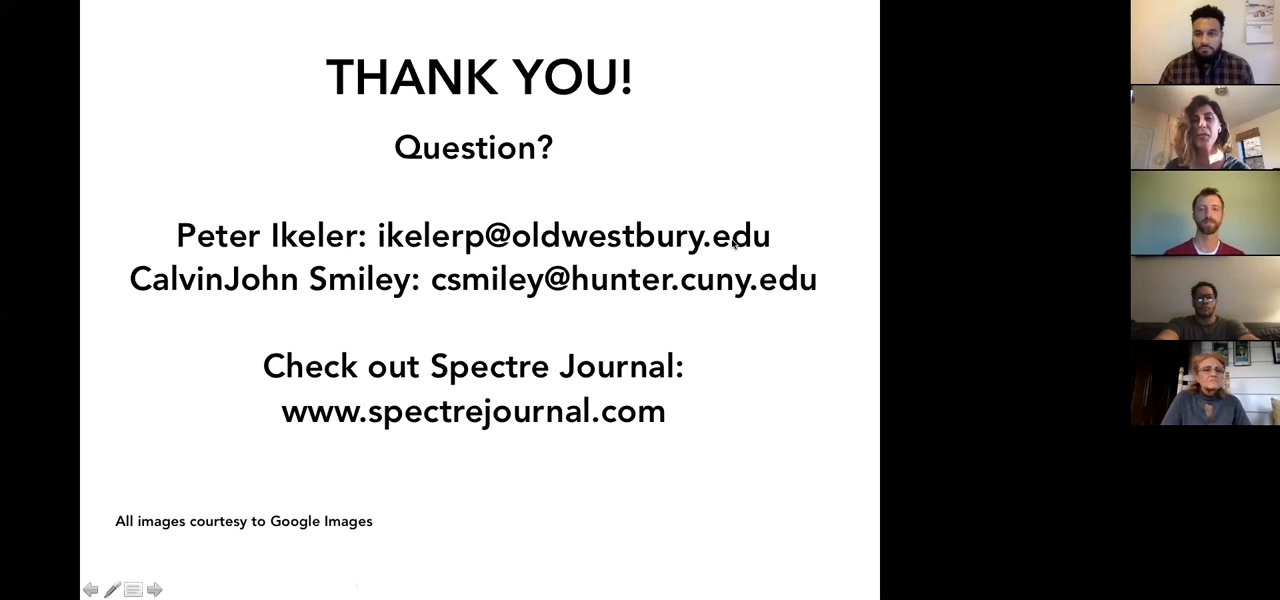 THANK YOU!
Question?
Peter Ikeler: ikelerp@oldwestbury.edu
CalvinJohn Smiley: csmiley@hunter.cuny.edu
Check out Spectre Journal:
www.spectrejournal.com
All images courtesy to Google Images